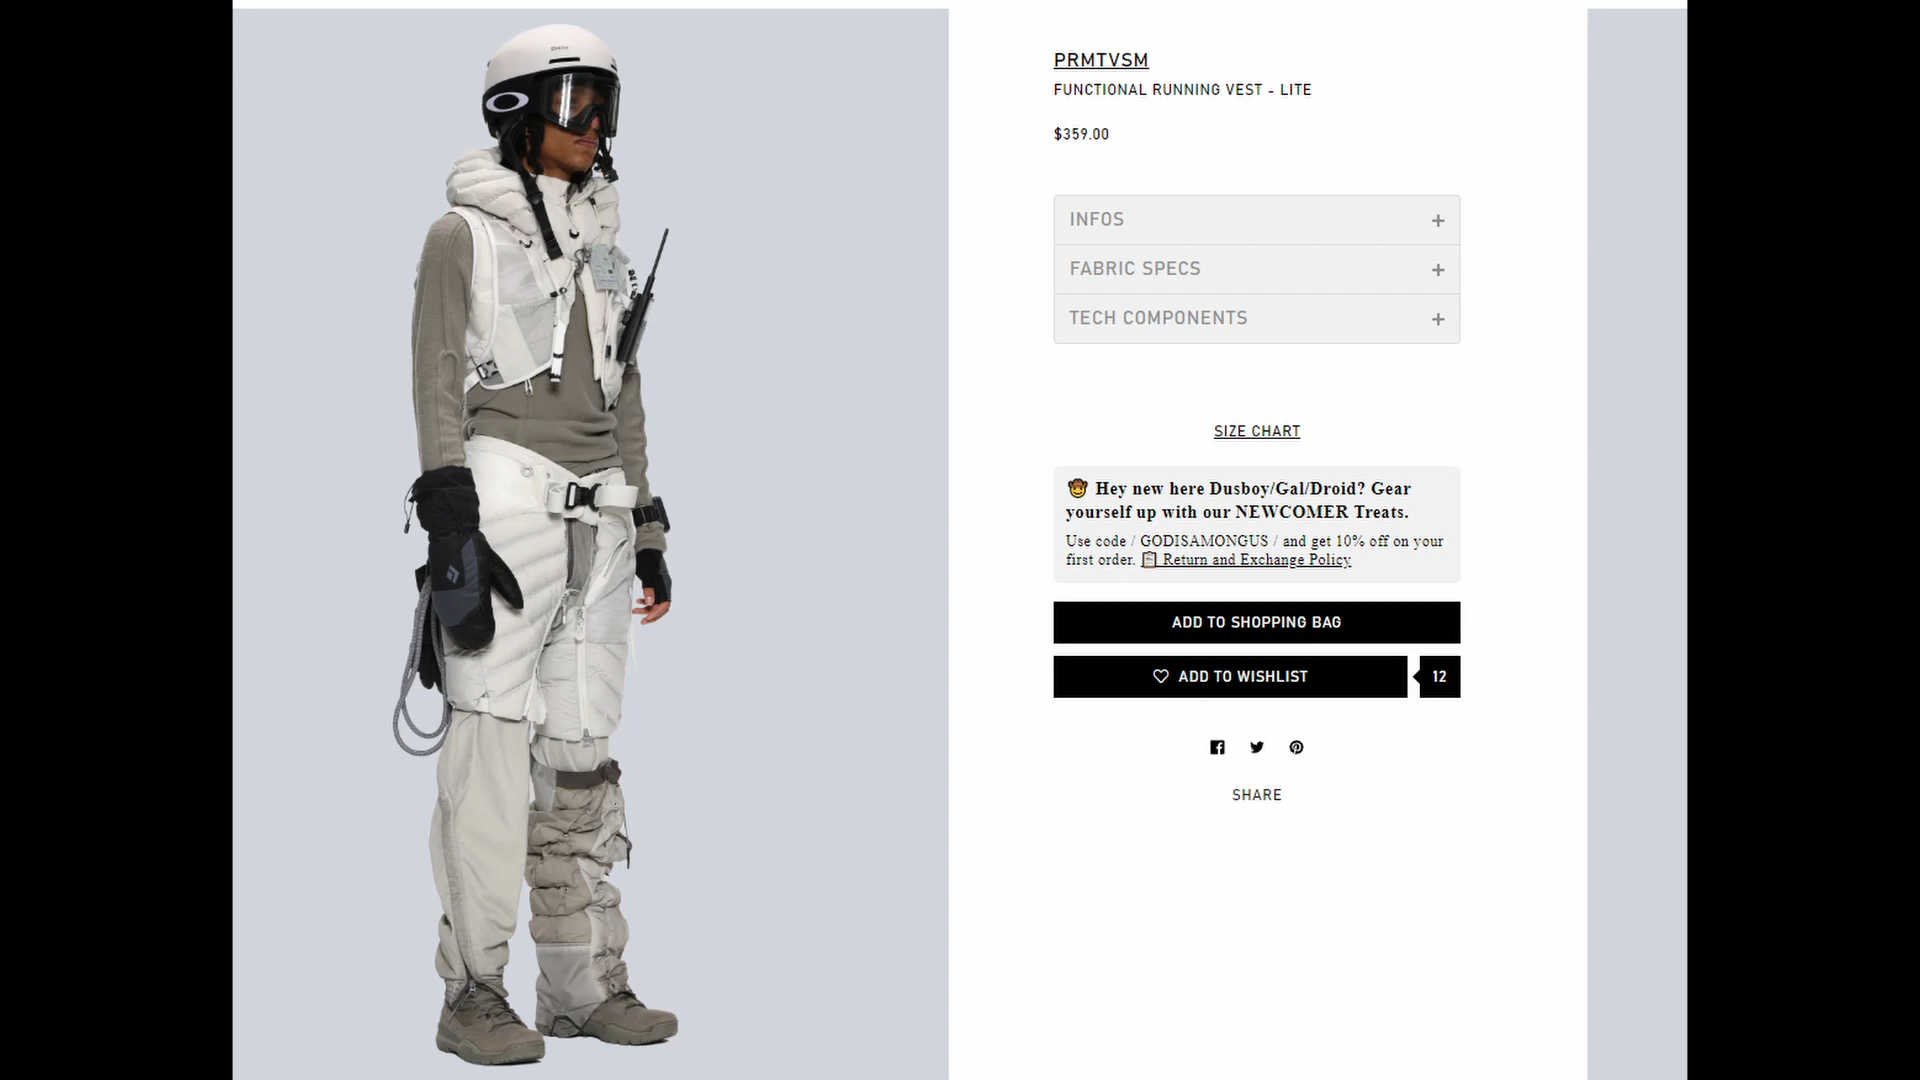 SMITH
PRMTVSM
FUNCTIONAL RUNNING VEST - LITE
$359.00
INFOS
FABRIC SPECS
TECH COMPONENTS
SIZE CHART
🤠 Hey new here Dusboy/Gal/Droid? Gear
yourself up with our NEWCOMER Treats.
Use code / GODISAMONGUS / and get 10% off on your
first order. 📋 Return and Exchange Policy
ADD TO SHOPPING BAG
ADD TO WISHLIST
12
SHARE